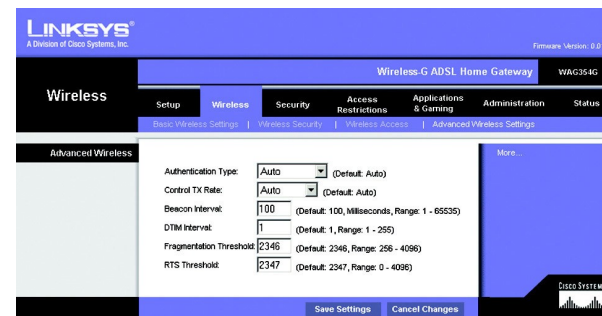 LINKSYS®
A Division of Cisco Systems, Inc.
Firmware Version: 0.0
Wireless-G ADSL Home Gateway WAG354G
Wireless
Setup Wireless Security Access Restrictions Applications & Gaming Administration Status
Basic Wireless Settings | Wireless Security | Wireless Access | Advanced Wireless Settings
Advanced Wireless
More...
Authentication Type: Auto (Default: Auto)
Control TX Rate: Auto (Default: Auto)
Beacon Interval: 100 (Default: 100, Milliseconds, Range: 1 - 65535)
DTIM Interval: 1 (Default: 1, Range: 1 - 255)
Fragmentation Threshold: 2346 (Default: 2346, Range: 256 - 4096)
RTS Threshold: 2347 (Default: 2347, Range: 0 - 4096)
Save Settings Cancel Changes
CISCO SYSTEM